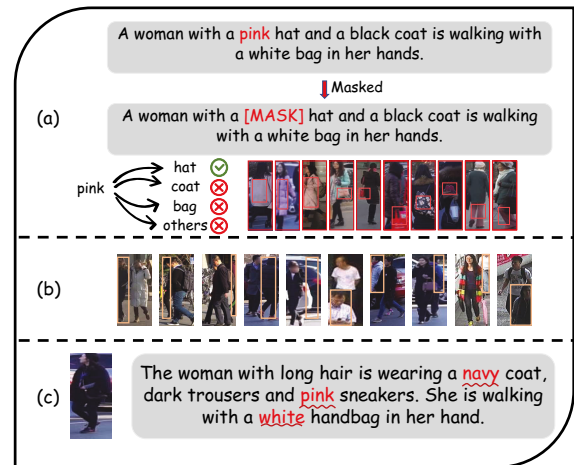 A woman with a pink hat and a black coat is walking with
a white bag in her hands.
Masked
(a)
A woman with a [MASK] hat and a black coat is walking
with a white bag in her hands.
pink
hat
coat
bag
others
(b)
(c)
The woman with long hair is wearing a navy coat,
dark trousers and pink sneakers. She is walking
with a white handbag in her hand.